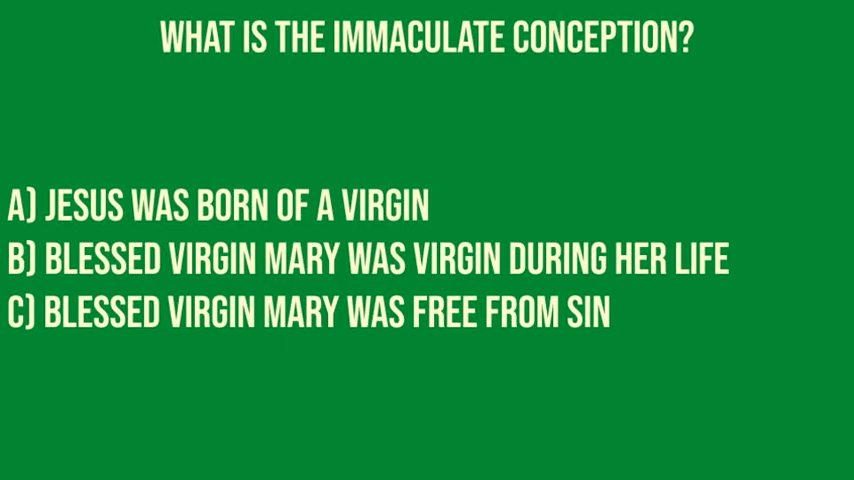 WHAT IS THE IMMACULATE CONCEPTION?
A) JESUS WAS BORN OF A VIRGIN
B) BLESSED VIRGIN MARY WAS VIRGIN DURING HER LIFE
C) BLESSED VIRGIN MARY WAS FREE FROM SIN